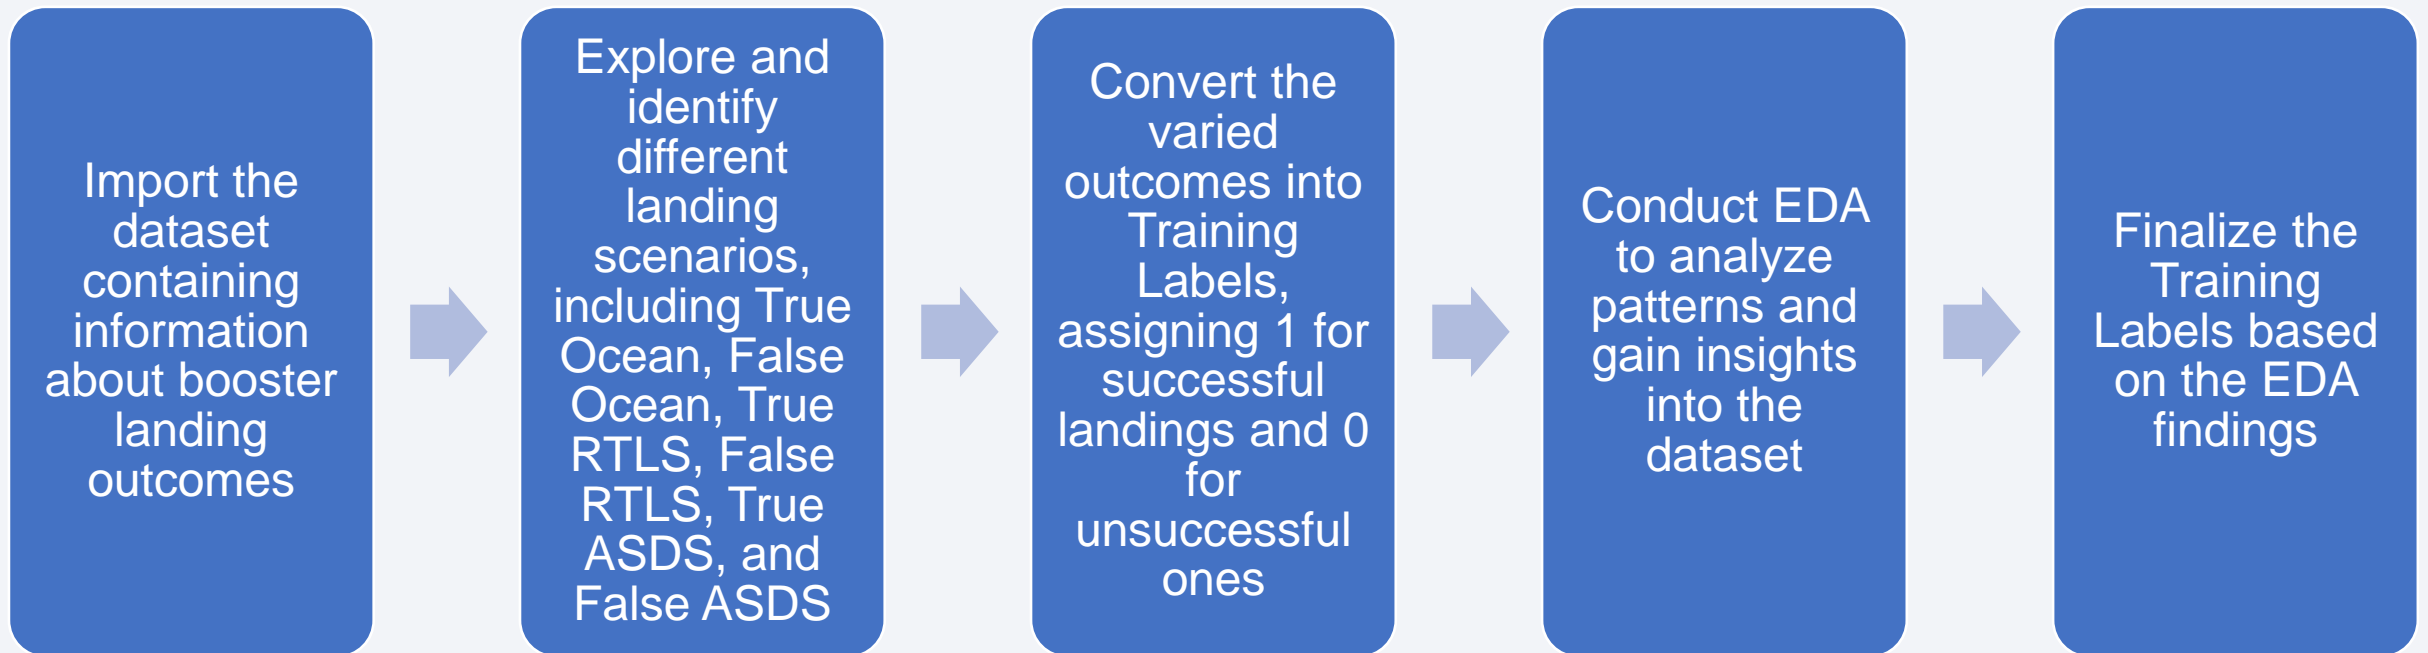 Import the
dataset
containing
information
about booster
landing
outcomes
Explore and
identify
different
landing
scenarios,
including True
Ocean, False
Ocean, True
RTLS, False
RTLS, True
ASDS, and
False ASDS
Convert the
varied
outcomes into
Training
Labels,
assigning 1 for
successful
landings and 0
for
unsuccessful
ones
Conduct EDA
to analyze
patterns and
gain insights
into the
dataset
Finalize the
Training
Labels based
on the EDA
findings